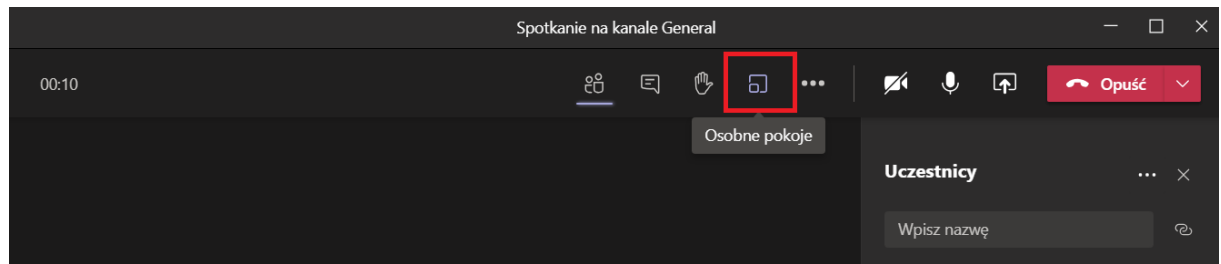 Spotkanie na kanale General
00:10
Opuść
Osobne pokoje
Uczestnicy
Wpisz nazwę